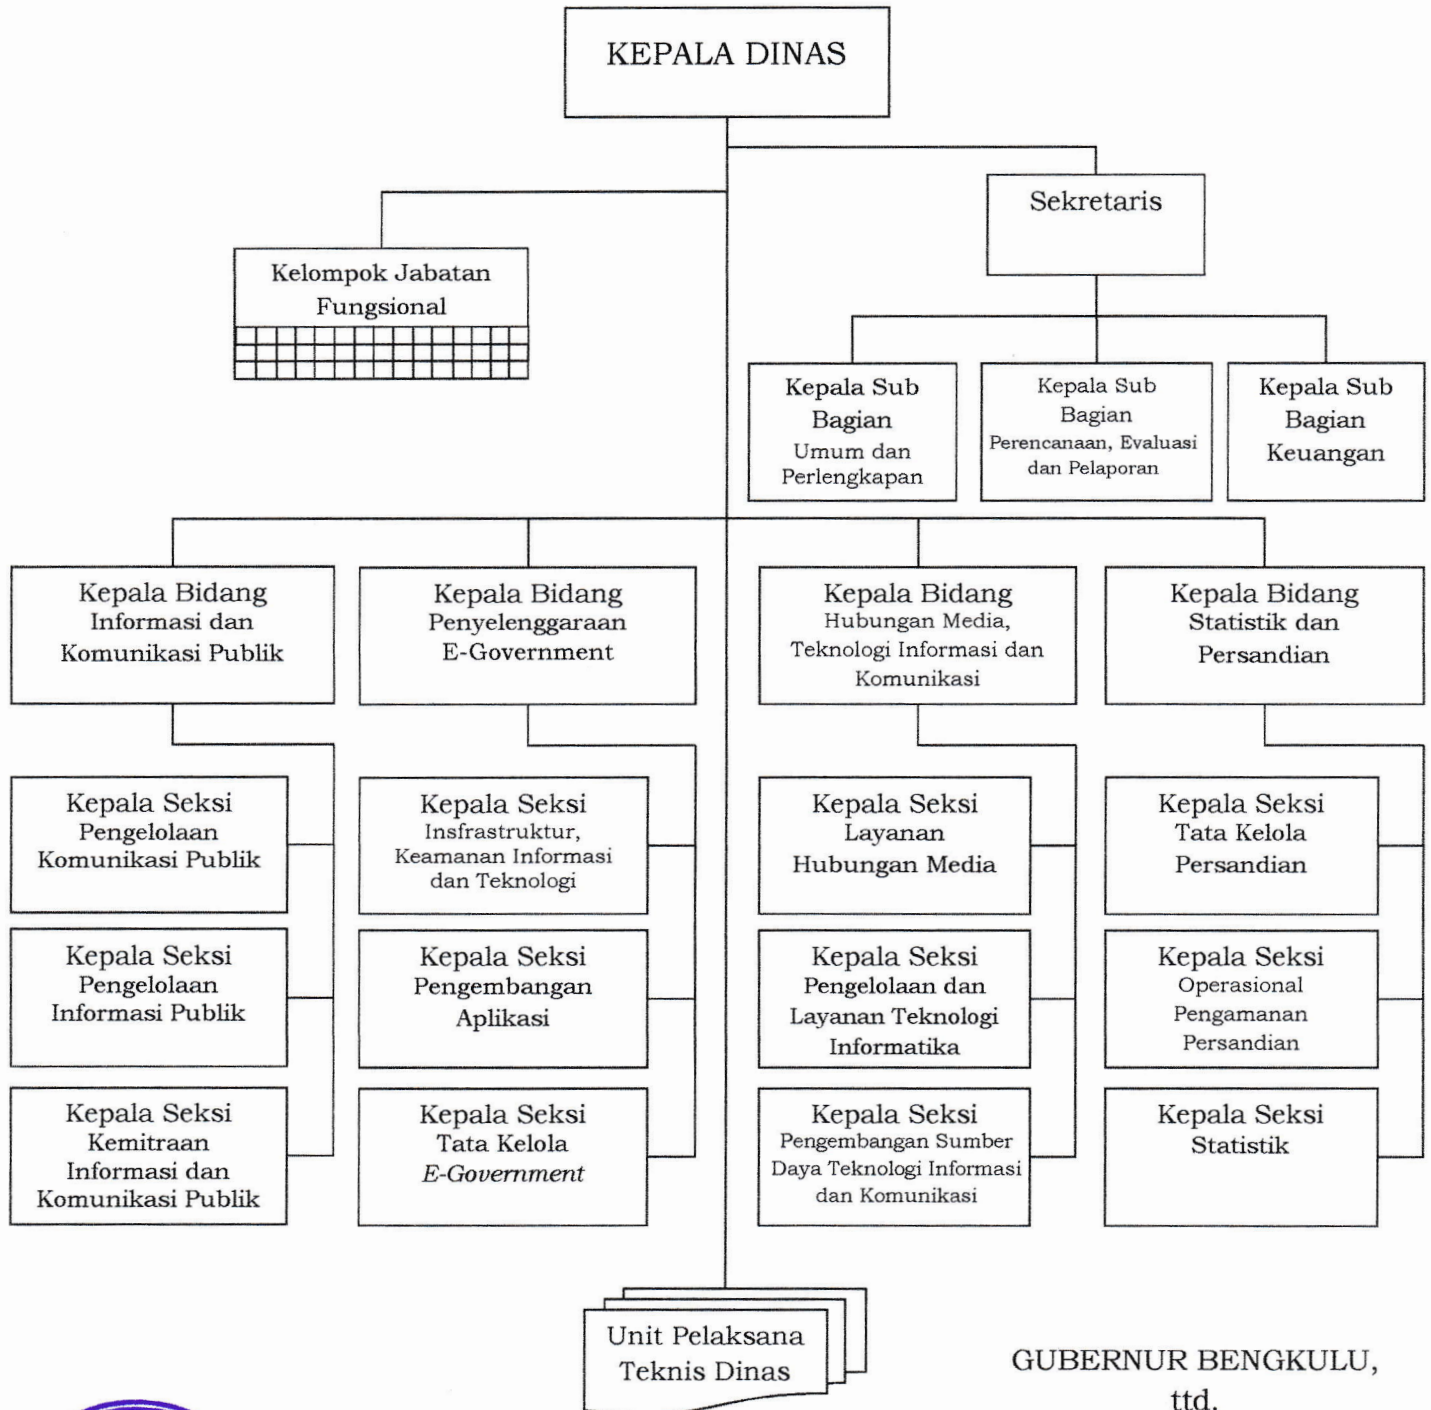 KEPALA DINAS
Sekretaris
Kelompok Jabatan
Fungsional
Kepala Sub
Bagian
Umum dan
Perlengkapan
Kepala Sub
Bagian
Perencanaan, Evaluasi
dan Pelaporan
Kepala Sub
Bagian
Keuangan
Kepala Bidang
Informasi dan
Komunikasi Publik
Kepala Bidang
Penyelenggaraan
E-Government
Kepala Bidang
Hubungan Media,
Teknologi Informasi dan
Komunikasi
Kepala Bidang
Statistik dan
Persandian
Kepala Seksi
Pengelolaan
Komunikasi Publik
Kepala Seksi
Insfrastruktur,
Keamanan Informasi
dan Teknologi
Kepala Seksi
Layanan
Hubungan Media
Kepala Seksi
Tata Kelola
Persandian
Kepala Seksi
Pengelolaan
Informasi Publik
Kepala Seksi
Pengembangan
Aplikasi
Kepala Seksi
Pengelolaan dan
Layanan Teknologi
Informatika
Kepala Seksi
Operasional
Pengamanan
Persandian
Kepala Seksi
Kemitraan
Informasi dan
Komunikasi Publik
Kepala Seksi
Tata Kelola
E-Government
Kepala Seksi
Pengembangan Sumber
Daya Teknologi Informasi
dan Komunikasi
Kepala Seksi
Statistik
Unit Pelaksana
Teknis Dinas
GUBERNUR BENGKULU,
ttd.